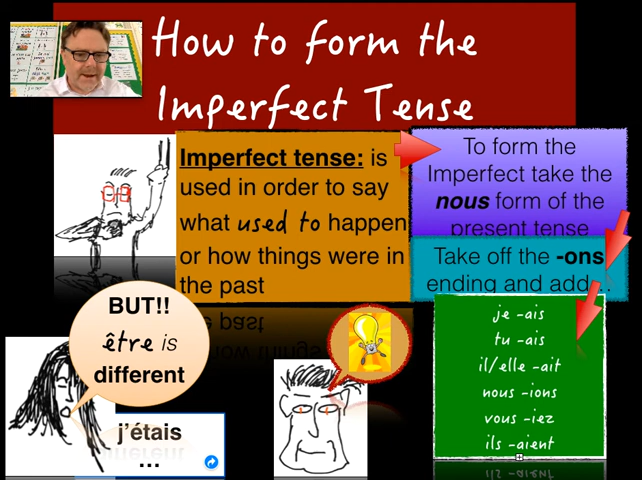 How to form the
Imperfect Tense
Imperfect tense: is
used in order to say
what used to happen
or how things were in
the past
To form the
Imperfect take the
nous form of the
present tense
Take off the -ons
ending and add...
je -ais
tu -ais
il/elle -ait
nous -ions
vous -iez
ils -aient
BUT!!
être is
different
j'étais
...